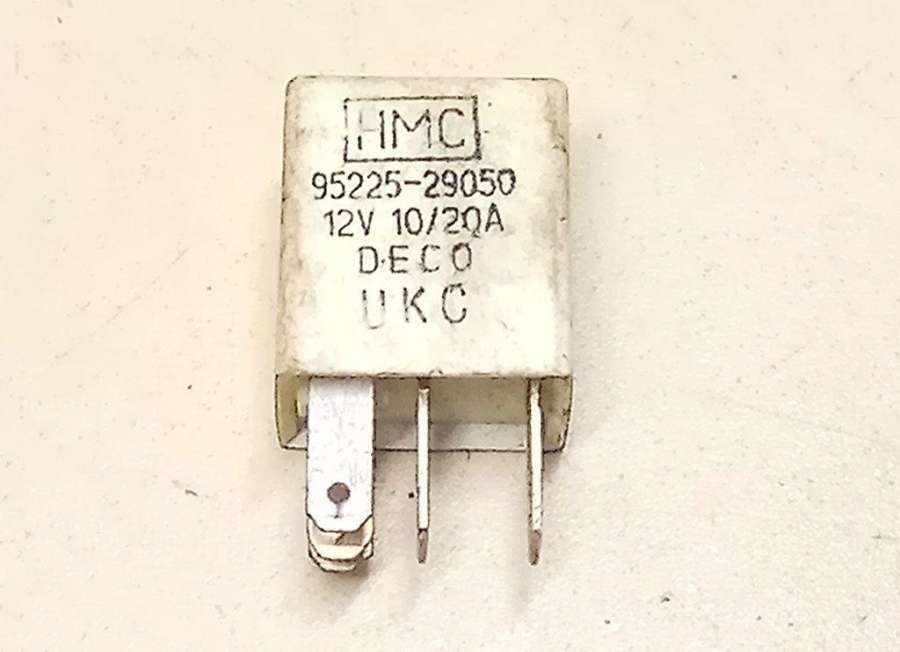 HMC
95225-29050
12V 10/20A
DECO
UKC